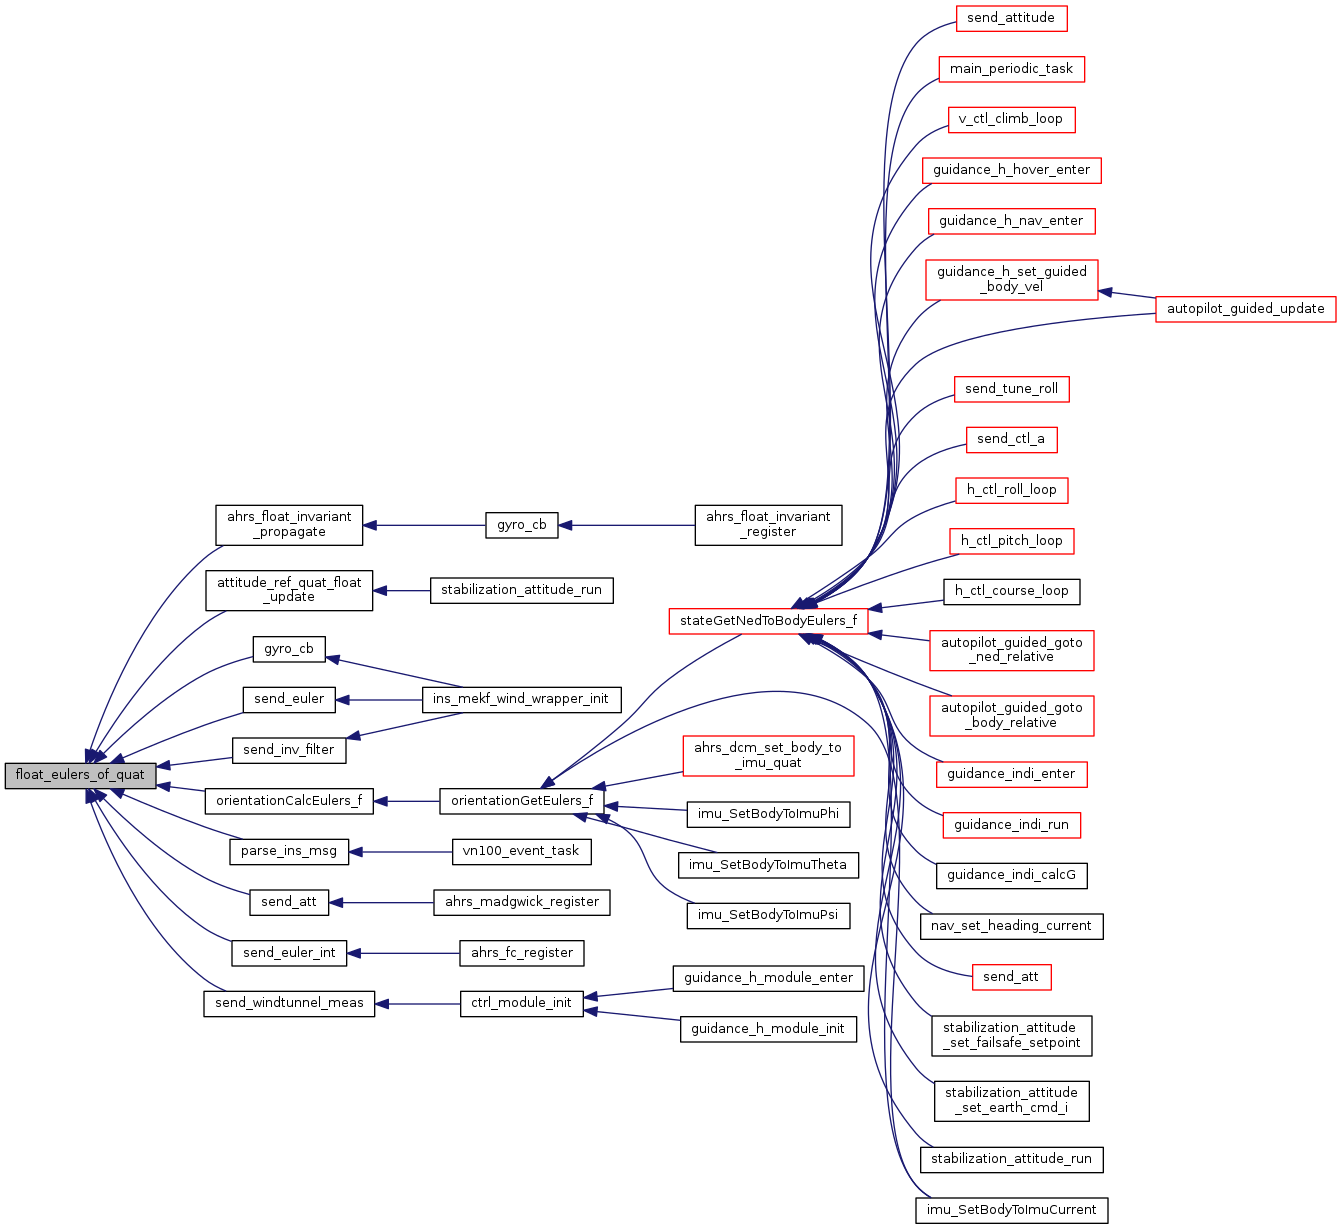 float_eulers_of_quat
ahrs_float_invariant
_propagate
gyro_cb
ahrs_float_invariant
_register
attitude_ref_quat_float
_update
stabilization_attitude_run
gyro_cb
send_euler
ins_mekf_wind_wrapper_init
send_inv_filter
orientationCalcEulers_f
orientationGetEulers_f
parse_ins_msg
vn100_event_task
send_att
ahrs_madgwick_register
send_euler_int
ahrs_fc_register
send_windtunnel_meas
ctrl_module_init
guidance_h_module_enter
guidance_h_module_init
stateGetNedToBodyEulers_f
ahrs_dcm_set_body_to
_imu_quat
imu_SetBodyToImuPhi
imu_SetBodyToImuTheta
imu_SetBodyToImuPsi
send_attitude
main_periodic_task
v_ctl_climb_loop
guidance_h_hover_enter
guidance_h_nav_enter
guidance_h_set_guided
_body_vel
autopilot_guided_update
send_tune_roll
send_ctl_a
h_ctl_roll_loop
h_ctl_pitch_loop
h_ctl_course_loop
autopilot_guided_goto
_ned_relative
autopilot_guided_goto
_body_relative
guidance_indi_enter
guidance_indi_run
guidance_indi_calcG
nav_set_heading_current
send_att
stabilization_attitude
_set_failsafe_setpoint
stabilization_attitude
_set_earth_cmd_i
stabilization_attitude_run
imu_SetBodyToImuCurrent